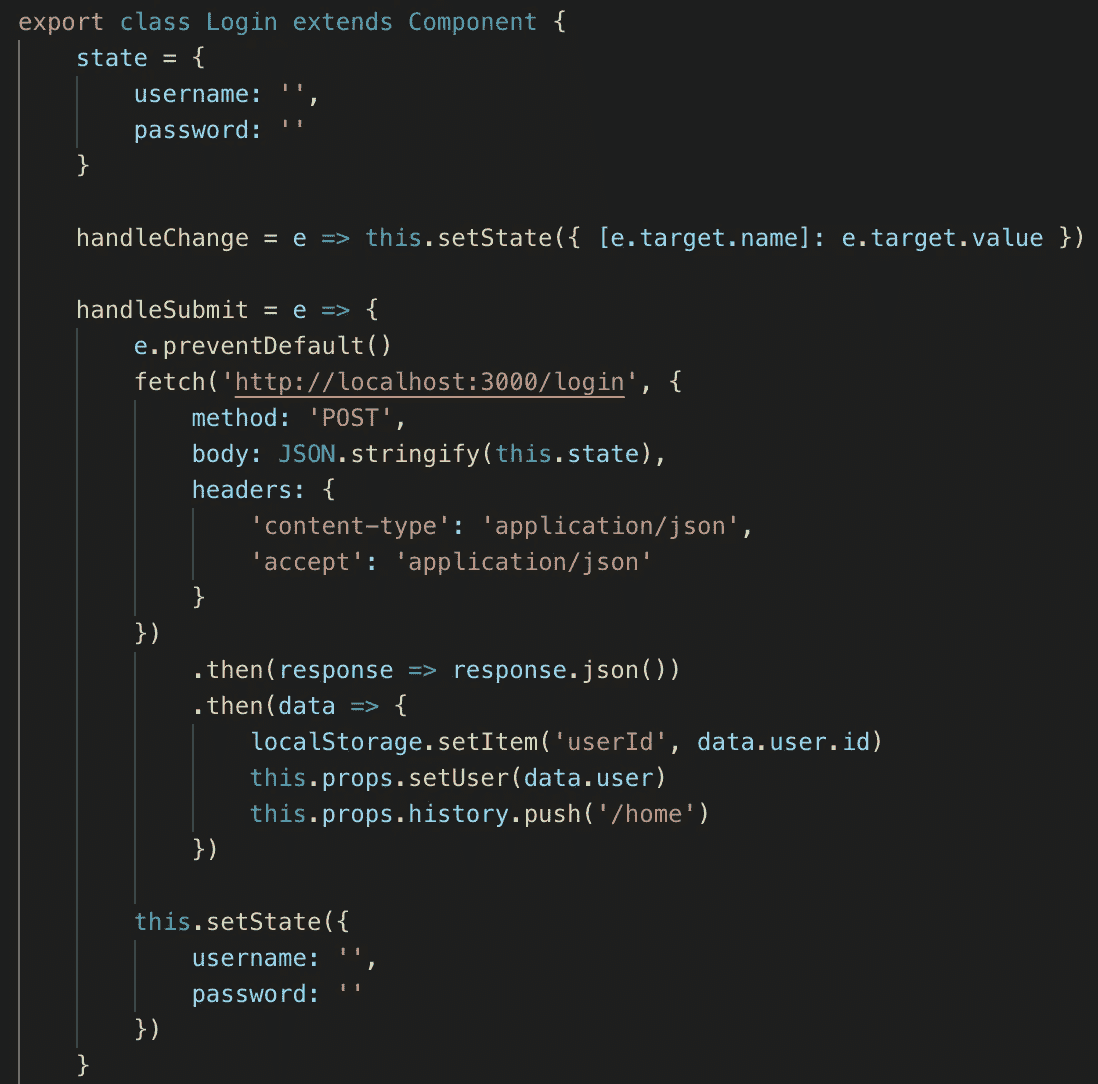 export class Login extends Component {
    state = {
        username: '',
        password: ''
    }

    handleChange = e => this.setState({ [e.target.name]: e.target.value })

    handleSubmit = e => {
        e.preventDefault()
        fetch('http://localhost:3000/login', {
            method: 'POST',
            body: JSON.stringify(this.state),
            headers: {
                'content-type': 'application/json',
                'accept': 'application/json'
            }
        })
            .then(response => response.json())
            .then(data => {
                localStorage.setItem('userId', data.user.id)
                this.props.setUser(data.user)
                this.props.history.push('/home')
            })

        this.setState({
            username: '',
            password: ''
        })
    }